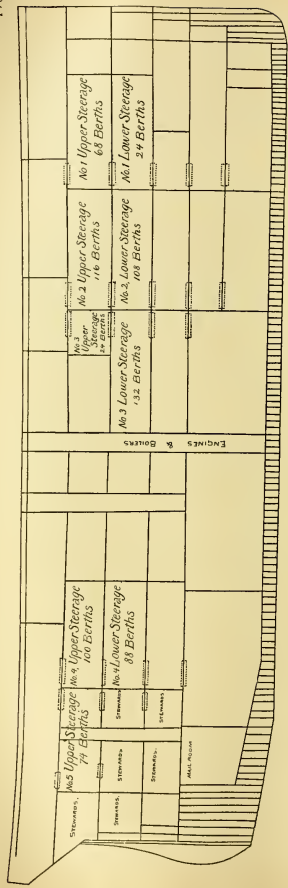 No 1 Upper Steerage
68 Berths
No.1 Lower Steerage
24 Berths
No. 2 Upper Steerage
116 Berths
No. 2, Lower Steerage
108 Berths
No. 3
Upper
Steerage
24 Berths
No 3 Lower Steerage
132 Berths
ENGINES & BOILERS
No. 4, Upper Steerage
100 Berths
No. 4 Lower Steerage
88 Berths
No 5 Upper Steerage
74 Berths
STEWARDS
STEWARDS
STEWARDS
STEWARDS.
STEWARDS.
STEWARDS.
MAIL ROOM